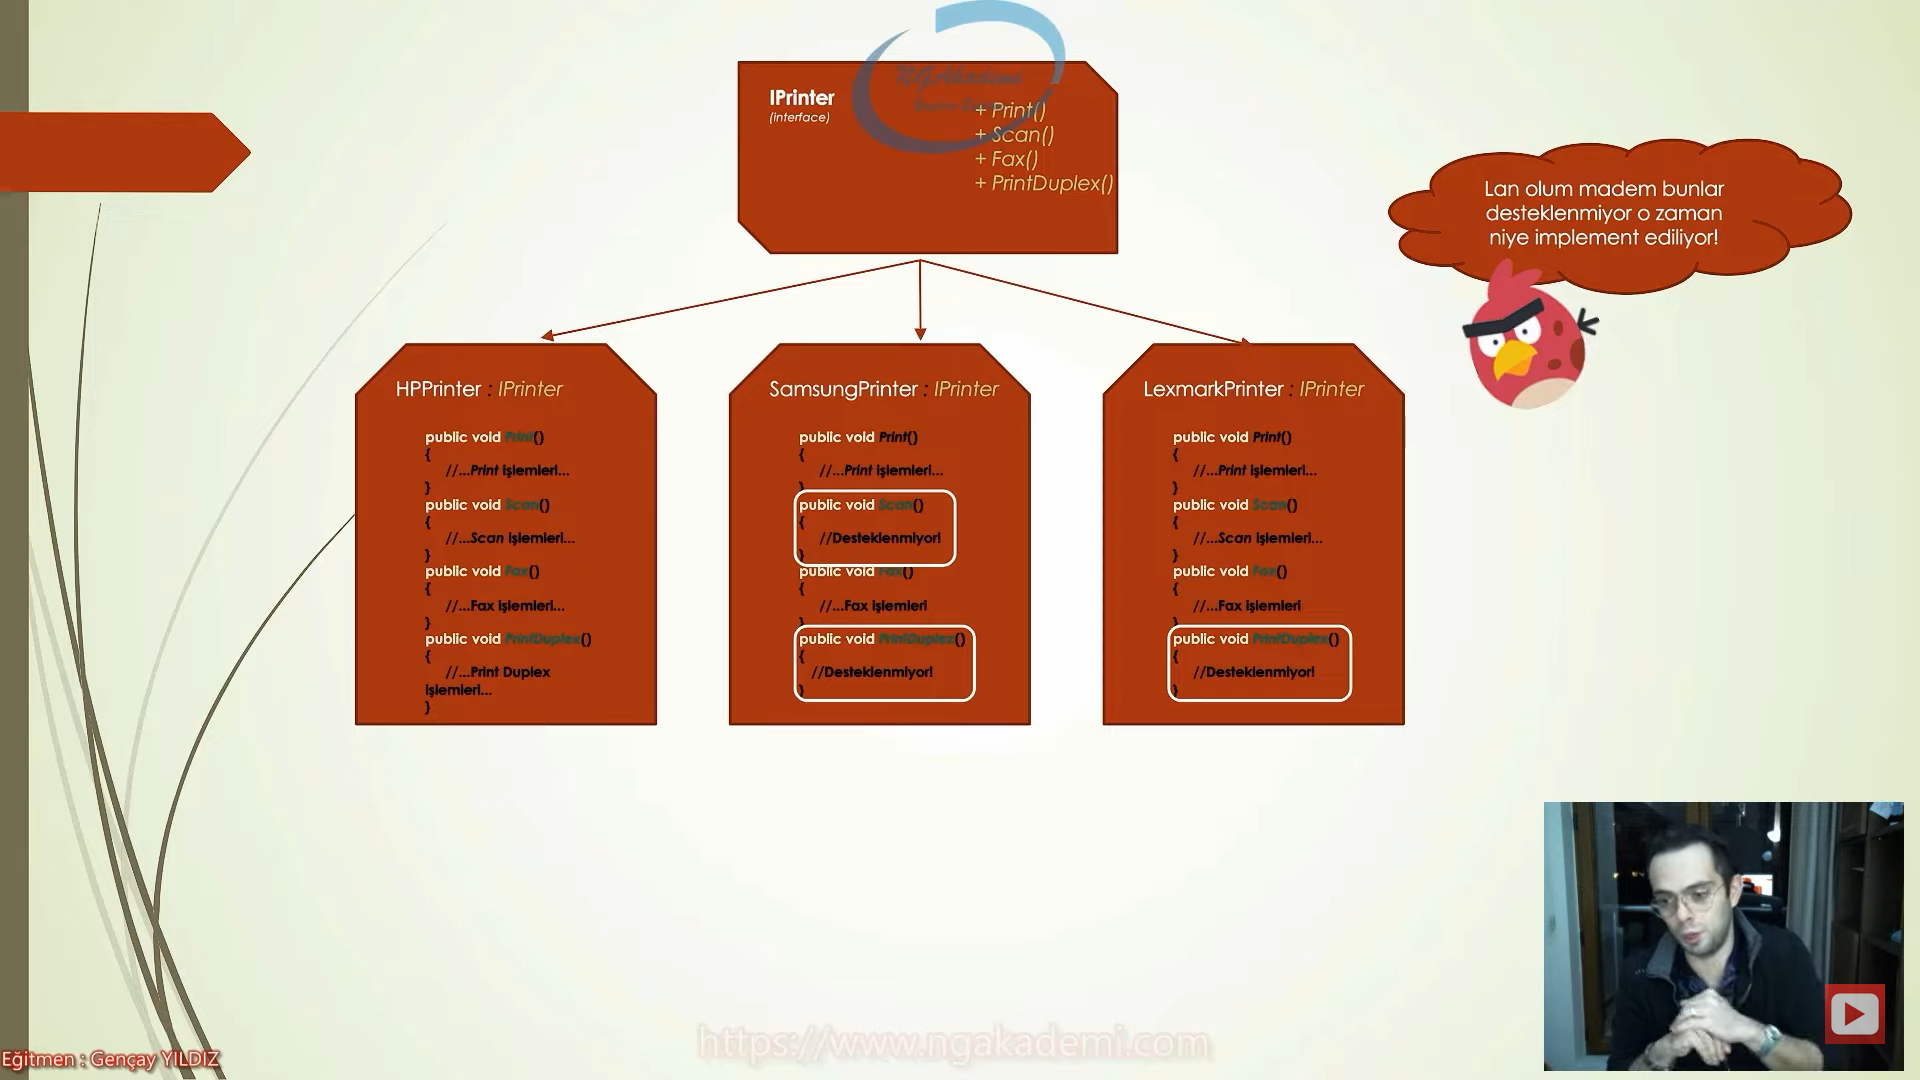 NGAkademi
IPrinter
(interface)
+ Print()
+ Scan()
+ Fax()
+ PrintDuplex()
Lan olum madem bunlar
desteklenmiyor o zaman
niye implement ediliyor!
HPPrinter : IPrinter
public void Print()
{
//...Print işlemleri...
}
public void Scan()
{
//...Scan işlemleri...
}
public void Fax()
{
//...Fax işlemleri...
}
public void PrintDuplex()
{
//...Print Duplex
işlemleri...
}
SamsungPrinter : IPrinter
public void Print()
{
//...Print işlemleri...
}
public void Scan()
{
//Desteklenmiyor!
}
public void Fax()
{
//...Fax işlemleri
}
public void PrintDuplex()
{
//Desteklenmiyor!
}
LexmarkPrinter : IPrinter
public void Print()
{
//...Print işlemleri...
}
public void Scan()
{
//...Scan işlemleri...
}
public void Fax()
{
//...Fax işlemleri
}
public void PrintDuplex()
{
//Desteklenmiyor!
}
https://www.ngakademi.com
Eğitmen : Gençay YILDIZ